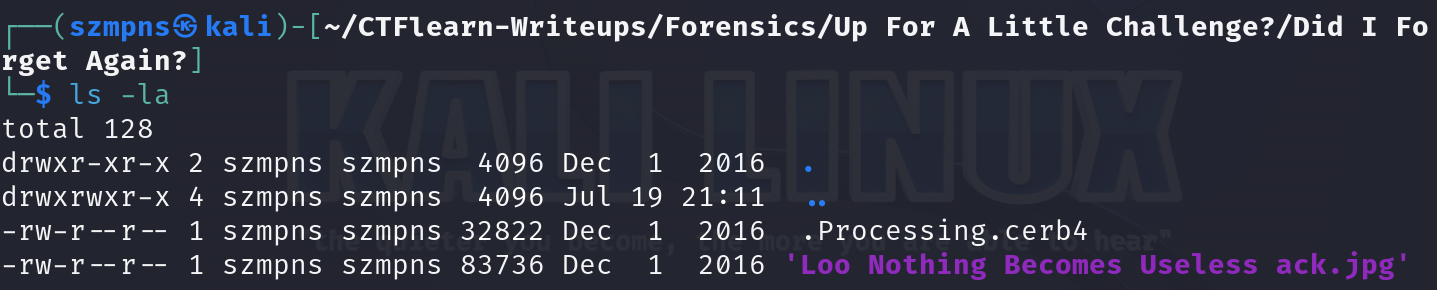 ┌──(szmpns㉿kali)-[~/CTFlearn-Writeups/Forensics/Up For A Little Challenge?/Did I Fo
rget Again?]
└─$ ls -la
total 128
drwxr-xr-x 2 szmpns szmpns  4096 Dec  1  2016  .
drwxrwxr-x 4 szmpns szmpns  4096 Jul 19 21:11  ..
-rw-r--r-- 1 szmpns szmpns 32822 Dec  1  2016  .Processing.cerb4
-rw-r--r-- 1 szmpns szmpns 83736 Dec  1  2016 'Loo Nothing Becomes Useless ack.jpg'
KALI LINUX
the quieter you become, the more you are able to hear"